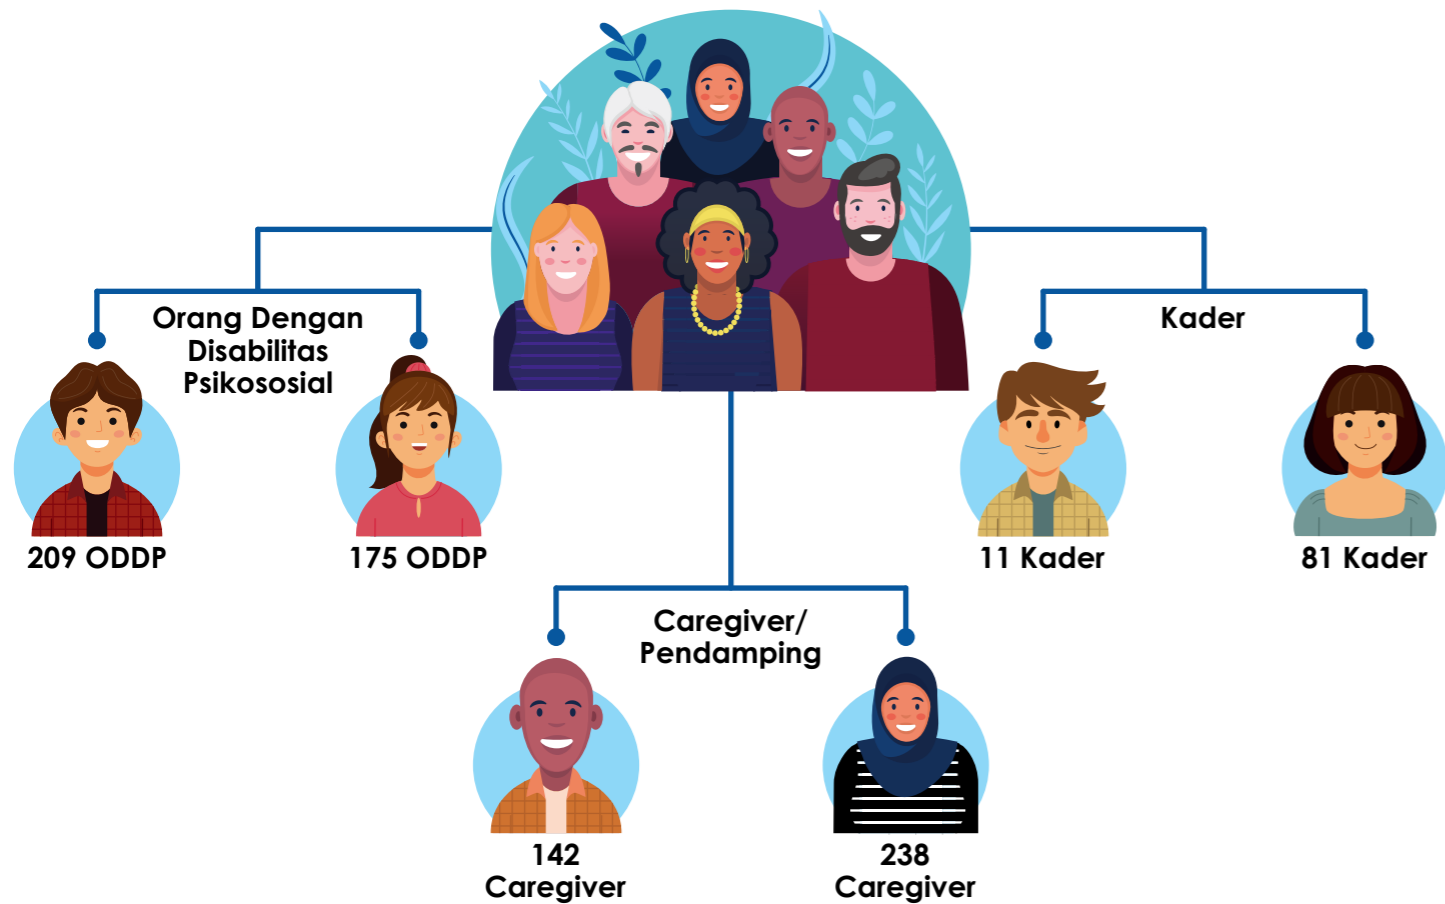 Orang Dengan
Disabilitas
Psikososial
209 ODDP
175 ODDP
Caregiver/
Pendamping
142
Caregiver
238
Caregiver
Kader
11 Kader
81 Kader